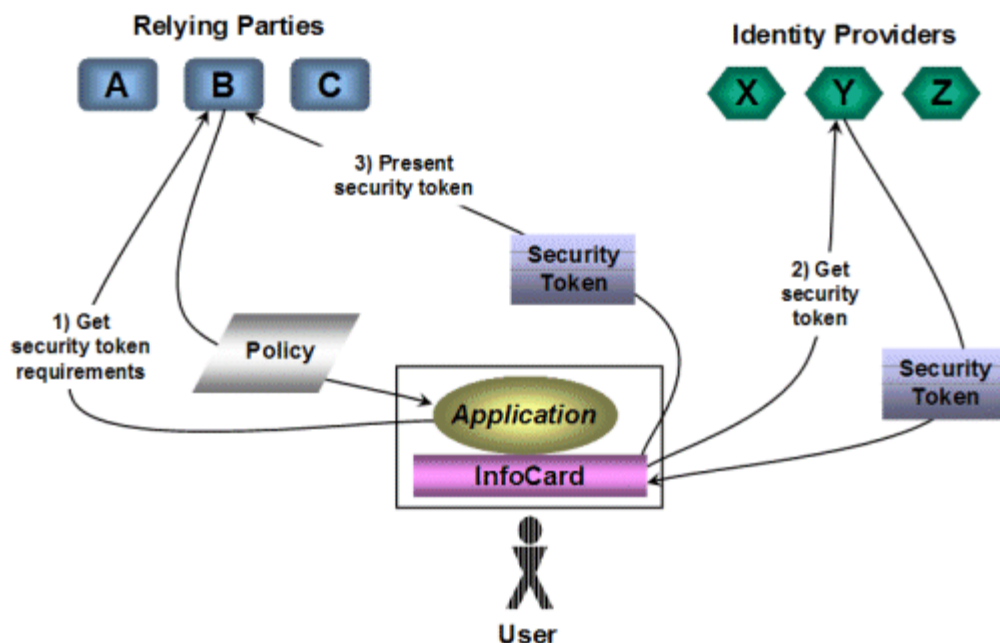 Relying Parties
Identity Providers
A B C
X Y Z
3) Present
security token
Security
Token
2) Get
security
token
1) Get
security token
requirements
Policy
Security
Token
Application
InfoCard
User